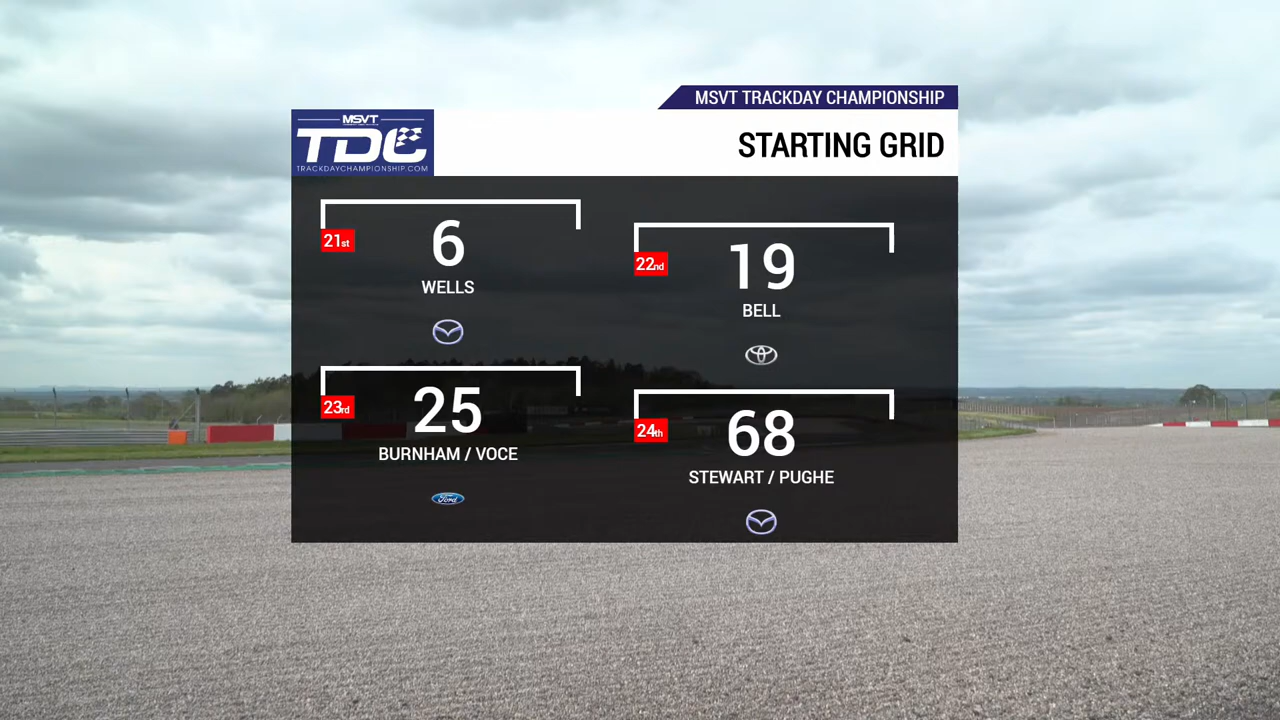 MSVT TRACKDAY CHAMPIONSHIP
MSVT
TDC
TRACKDAYCHAMPIONSHIP.COM
STARTING GRID
21st
6
WELLS
22nd
19
BELL
23rd
25
BURNHAM / VOCE
Ford
24th
68
STEWART / PUGHE